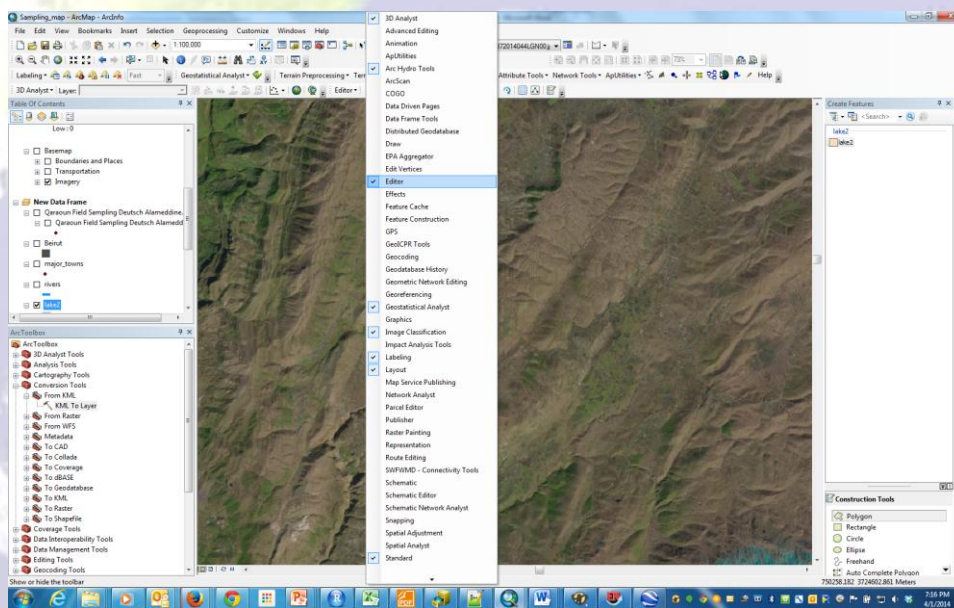 Sampling_map - ArcMap - ArcInfo
File Edit View Bookmarks Insert Selection Geoprocessing Customize Windows Help
1:100,000
Labeling Fast Geostatistical Analyst Terrain Preprocessing
Attribute Tools Network Tools ApUtilities Help
3D Analyst Layer: Editor
Table Of Contents
Low : 0
Basemap
Boundaries and Places
Transportation
Imagery
New Data Frame
Qaraoun Field Sampling Deutsch Alameddine.
Qaraoun Field Sampling Deutsch Alamedd
Beirut
major_towns
rivers
lake2
ArcToolbox
ArcToolbox
3D Analyst Tools
Analysis Tools
Cartography Tools
Conversion Tools
From KML
KML To Layer
From Raster
From WFS
Metadata
To CAD
To Collada
To Coverage
To dBASE
To Geodatabase
To KML
To Raster
To Shapefile
Coverage Tools
Data Interoperability Tools
Data Management Tools
Editing Tools
Geocoding Tools
Show or hide the toolbar
3D Analyst
Advanced Editing
Animation
ApUtilities
Arc Hydro Tools
ArcScan
COGO
Data Driven Pages
Data Frame Tools
Distributed Geodatabase
Draw
EPA Aggregator
Edit Vertices
Editor
Effects
Feature Cache
Feature Construction
GPS
GeoICPR Tools
Geocoding
Geodatabase History
Geometric Network Editing
Georeferencing
Geostatistical Analyst
Graphics
Image Classification
Impact Analysis Tools
Labeling
Layout
Map Service Publishing
Network Analyst
Parcel Editor
Publisher
Raster Painting
Representation
Route Editing
SWFWMD - Connectivity Tools
Schematic
Schematic Editor
Schematic Network Analyst
Snapping
Spatial Adjustment
Spatial Analyst
Standard
Create Features
<Search>
lake2
lake2
Construction Tools
Polygon
Rectangle
Circle
Ellipse
Freehand
Auto Complete Polygon
750258.182 3724602.861 Meters
7:16 PM
4/1/2014